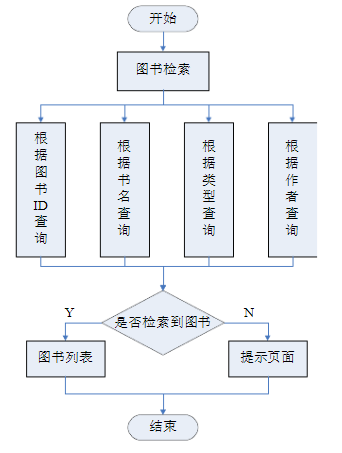 开始
图书检索
根据图书ID查询
根据书名查询
根据类型查询
根据作者查询
是否检索到图书
Y
N
图书列表
提示页面
结束